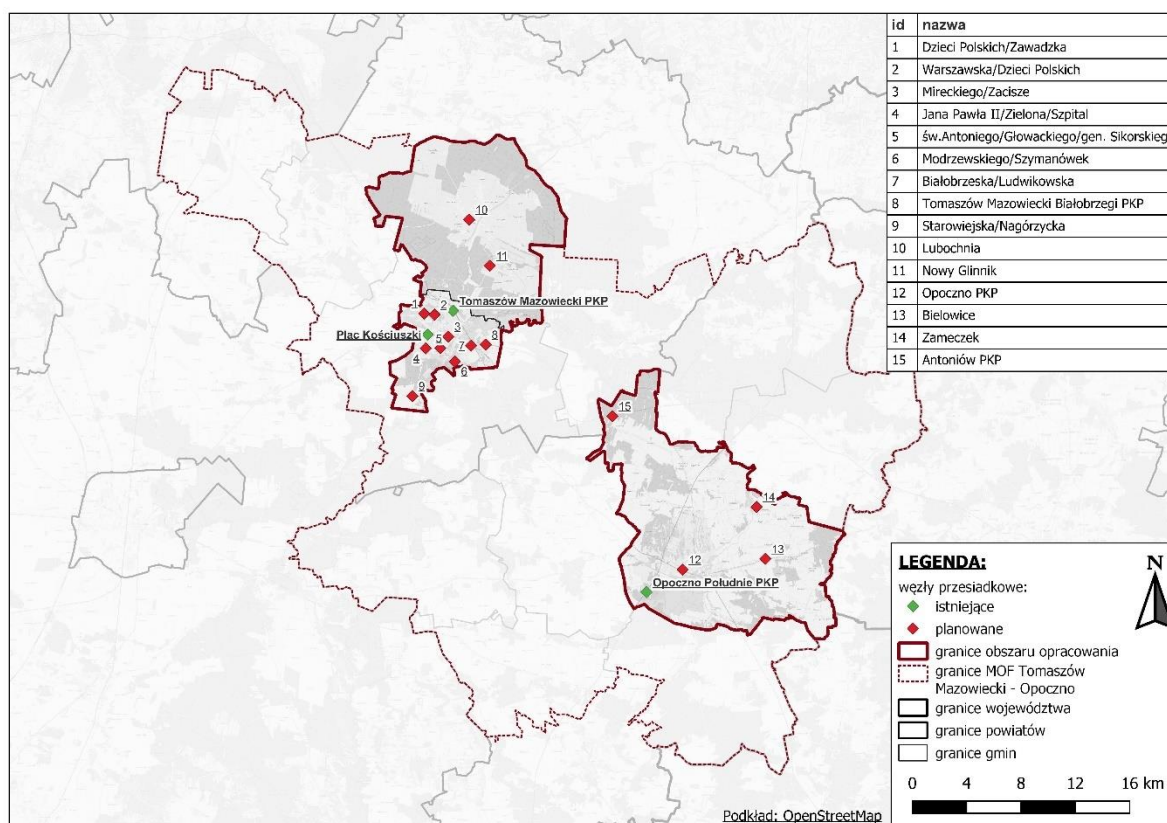 id nazwa
1 Dzieci Polskich/Zawadzka
2 Warszawska/Dzieci Polskich
3 Mireckiego/Zacisze
4 Jana Pawła II/Zielona/Szpital
5 św.Antoniego/Głowackiego/gen. Sikorskieg
6 Modrzewskiego/Szymanówek
7 Białobrzeska/Ludwikowska
8 Tomaszów Mazowiecki Białobrzegi PKP
9 Starowiejska/Nagórzycka
10 Lubochnia
11 Nowy Glinnik
12 Opoczno PKP
13 Bielowice
14 Zameczek
15 Antoniów PKP
10
11
Tomaszów Mazowiecki PKP
1
2
Plac Kościuszki
3
4
5
7
8
6
9
15
14
13
12
Opoczno Południe PKP
LEGENDA:
węzły przesiadkowe:
istniejące
planowane
granice obszaru opracowania
granice MOF Tomaszów
Mazowiecki - Opoczno
granice województwa
granice powiatów
granice gmin
N
0 4 8 12 16 km
Podkład: OpenStreetMap